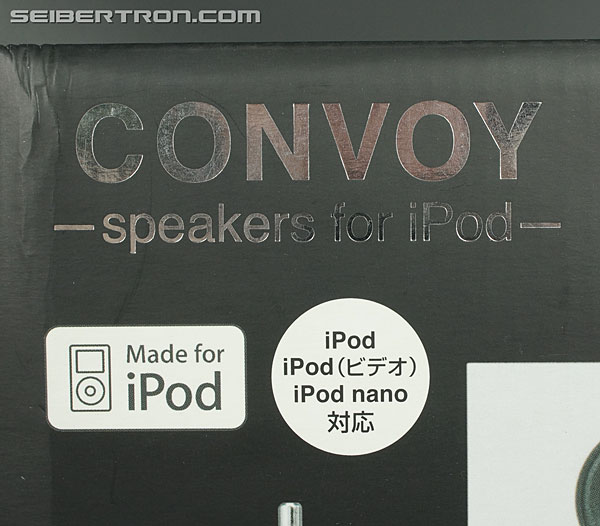 SEIBERTRON.COM
CONVOY
—speakers for iPod—
Made for
iPod
iPod
iPod（ビデオ）
iPod nano
対応